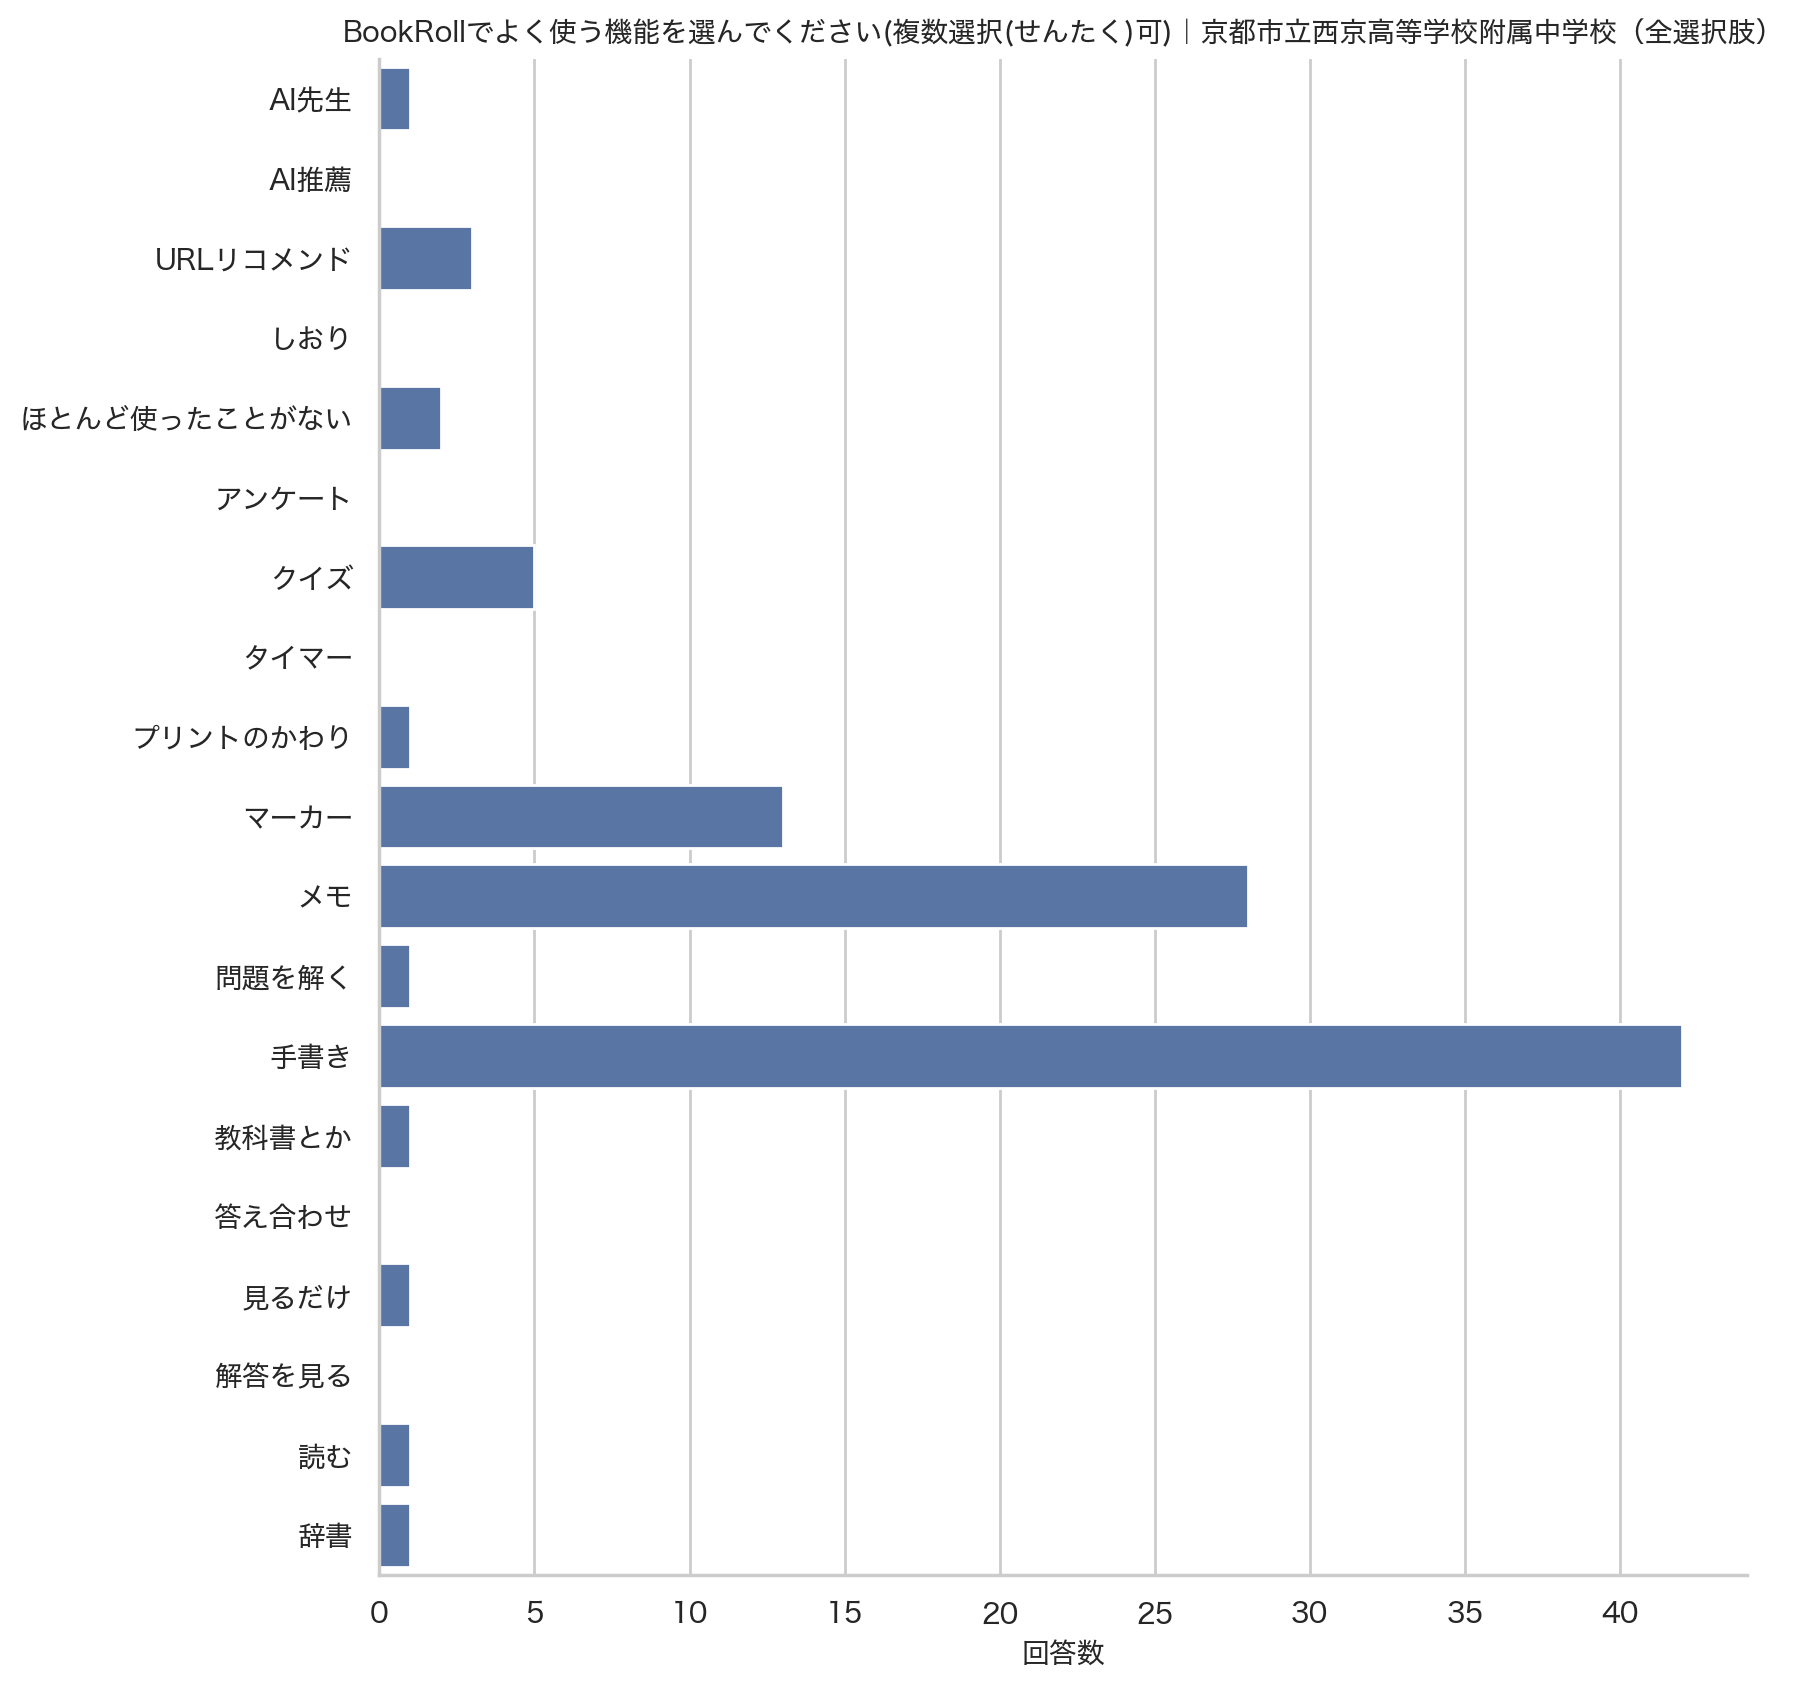 BookRollでよく使う機能を選んでください(複数選択(せんたく)可)｜京都市立西京高等学校附属中学校（全選択肢）
AI先生
AI推薦
URLリコメンド
しおり
ほとんど使ったことがない
アンケート
クイズ
タイマー
プリントのかわり
マーカー
メモ
問題を解く
手書き
教科書とか
答え合わせ
見るだけ
解答を見る
読む
辞書
0 5 10 15 20 25 30 35 40
回答数